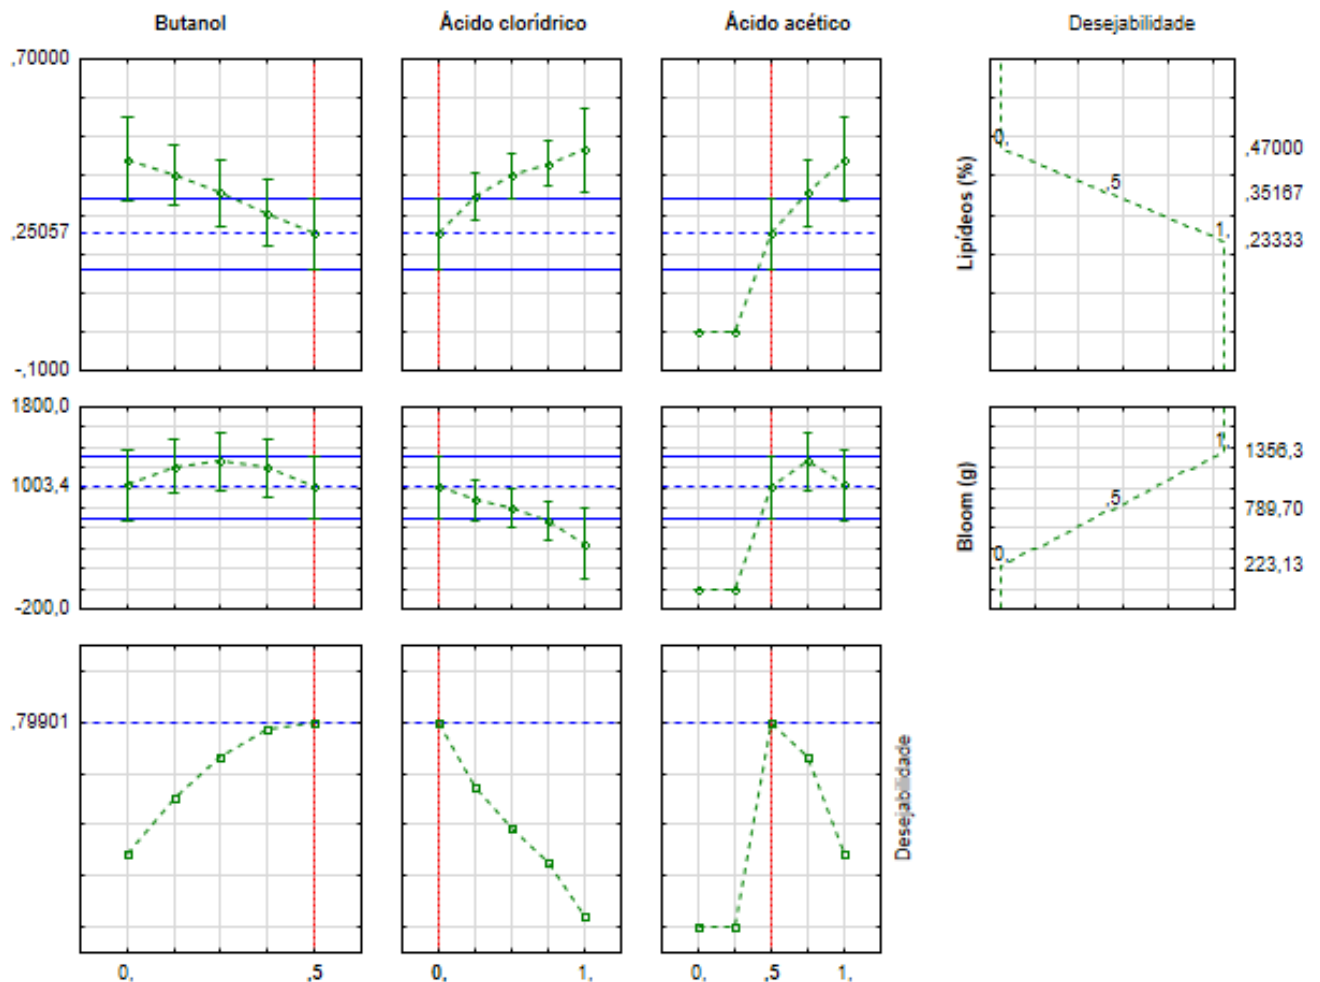 Butanol
Ácido clorídrico
Ácido acético
Desejabilidade
,70000
,25057
-,1000
0,
,5
1,
Lipídeos (%)
,47000
,35167
,23333
1800,0
1003,4
-200,0
1,
,5
0,
Bloom (g)
1356,3
789,70
223,13
,79901
Desejabilidade
0, ,5
0, 1,
0, ,5 1,